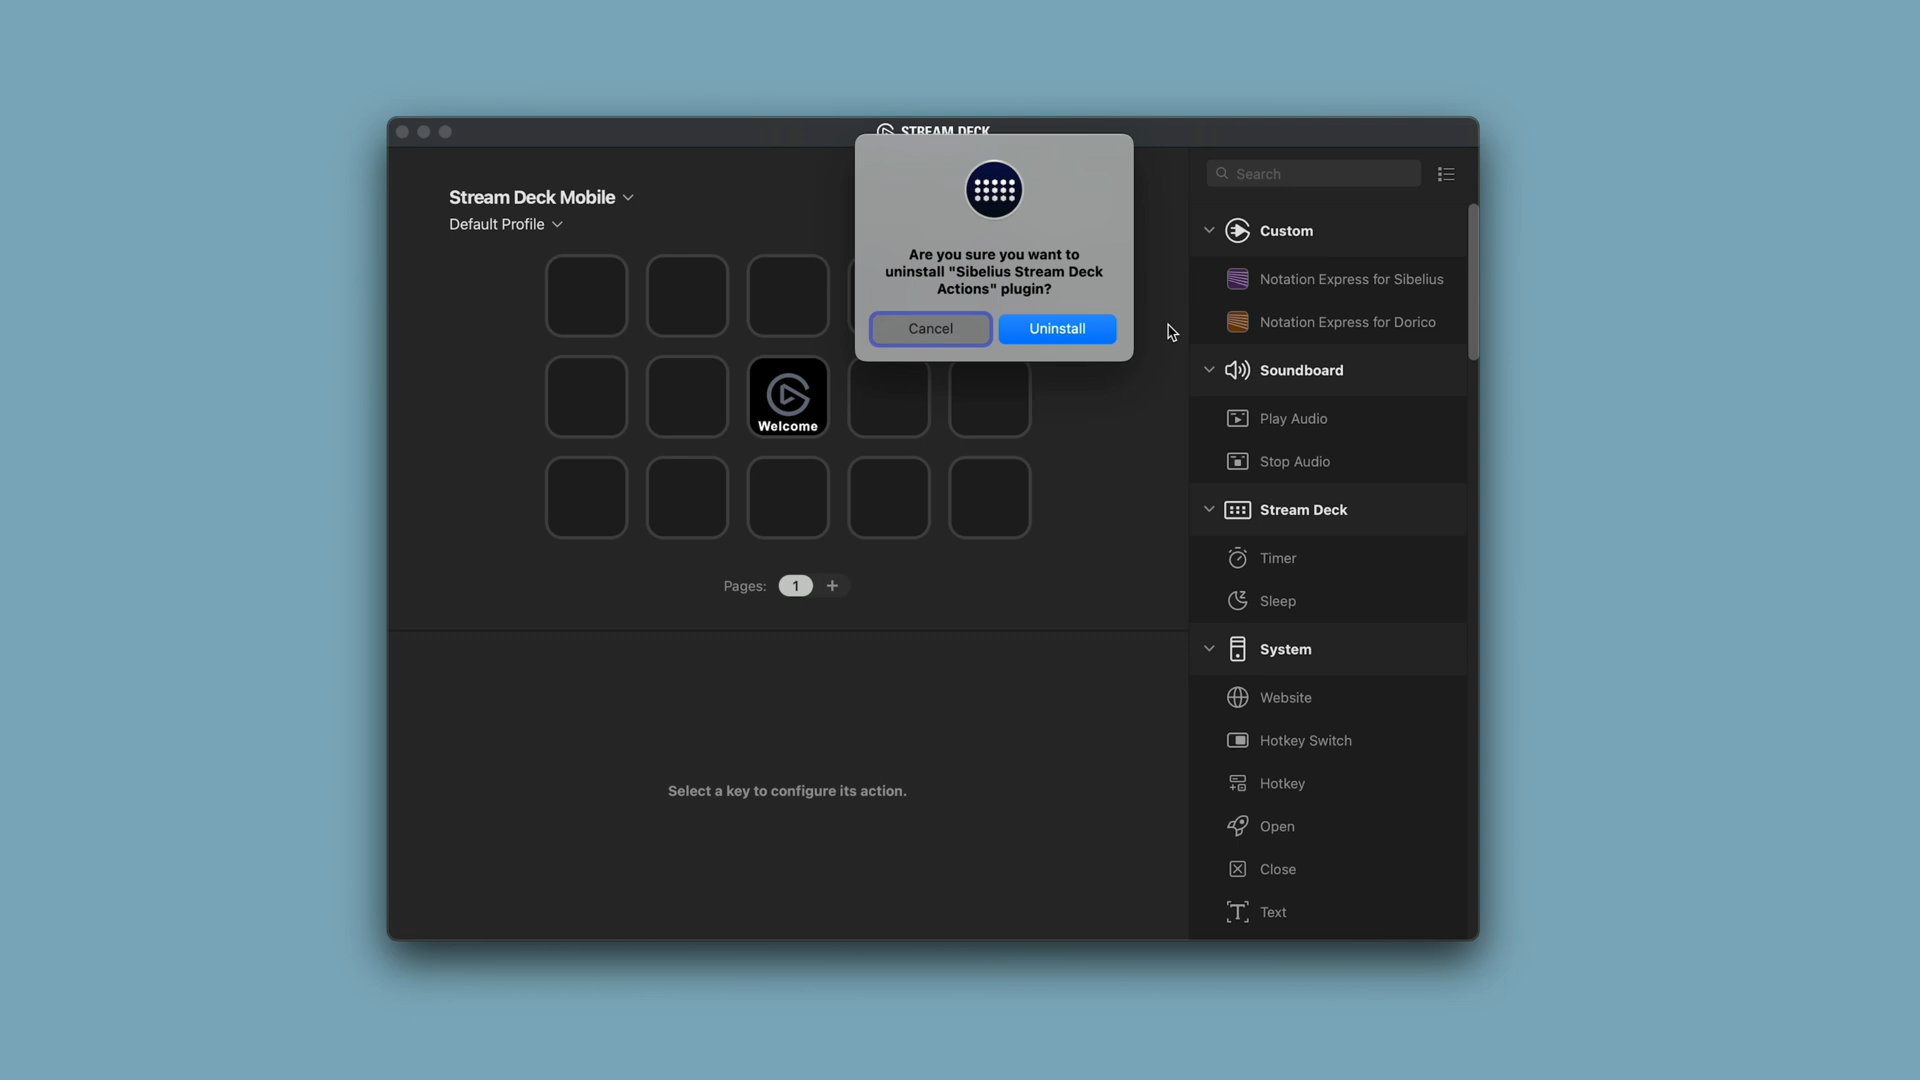 STREAM DECK
Stream Deck Mobile
Default Profile
Are you sure you want to
uninstall "Sibelius Stream Deck
Actions" plugin?
Cancel
Uninstall
Welcome
Pages:
1
+
Select a key to configure its action.
Search
Custom
Notation Express for Sibelius
Notation Express for Dorico
Soundboard
Play Audio
Stop Audio
Stream Deck
Timer
Sleep
System
Website
Hotkey Switch
Hotkey
Open
Close
Text